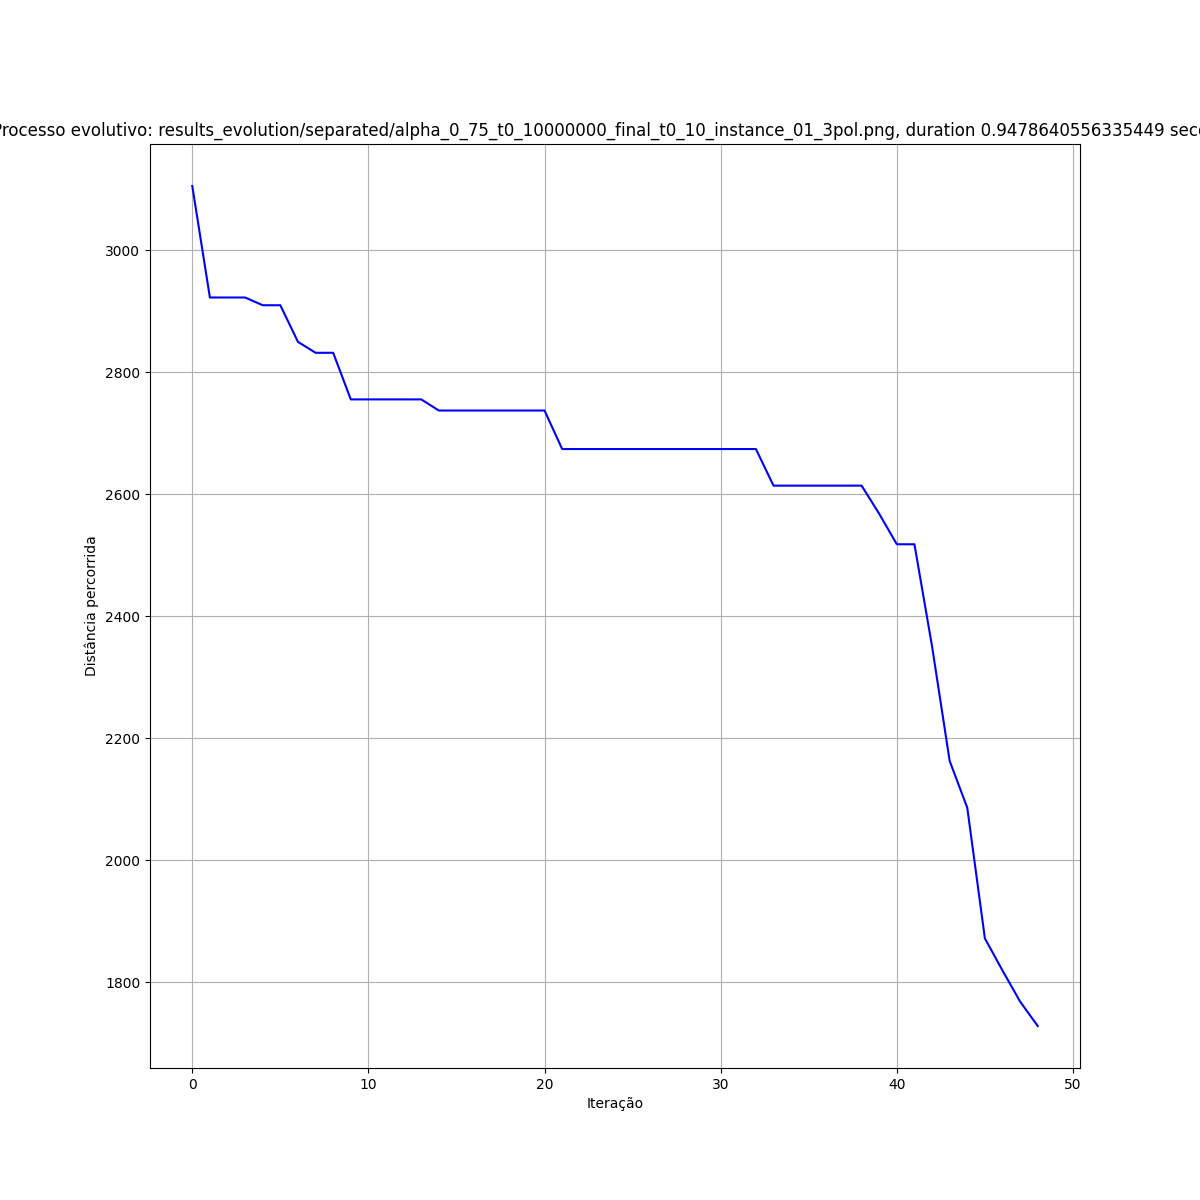 Processo evolutivo: results_evolution/separated/alpha_0_75_t0_10000000_final_t0_10_instance_01_3pol.png, duration 0.9478640556335449
3000
2800
2600
2400
2200
2000
1800
Distância percorrida
0 10 20 30 40 50
Iteração